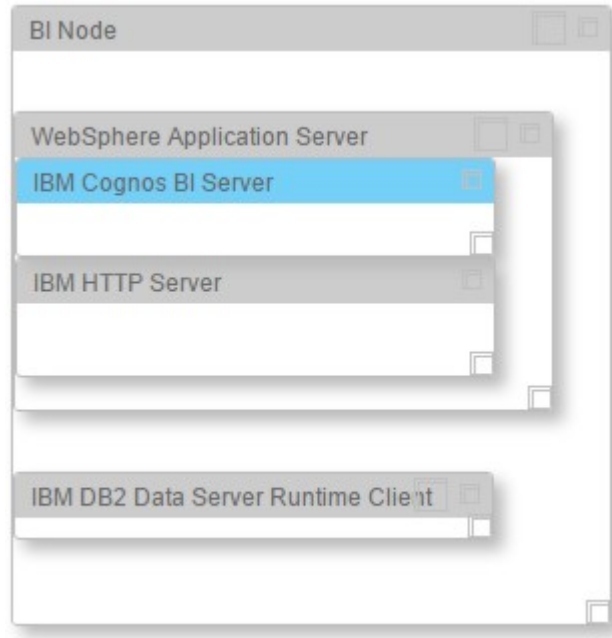 BI Node
WebSphere Application Server
IBM Cognos BI Server
IBM HTTP Server
IBM DB2 Data Server Runtime Client